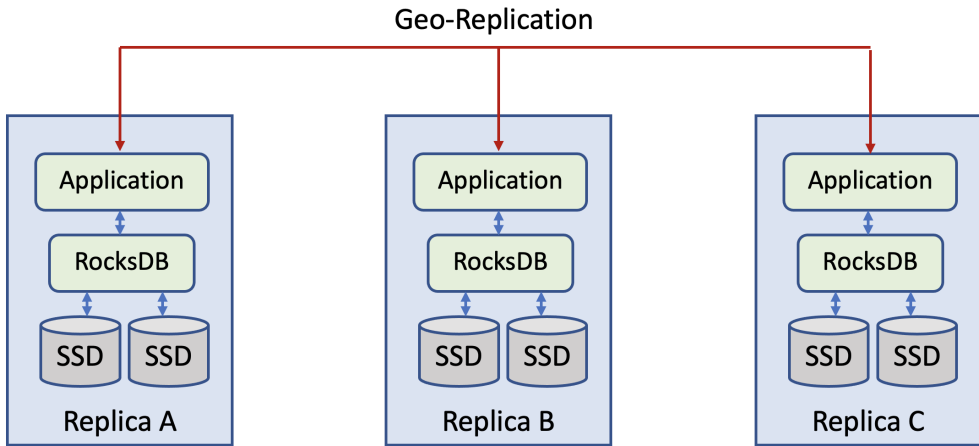 Geo-Replication
Application
RocksDB
SSD
SSD
Replica A
Application
RocksDB
SSD
SSD
Replica B
Application
RocksDB
SSD
SSD
Replica C